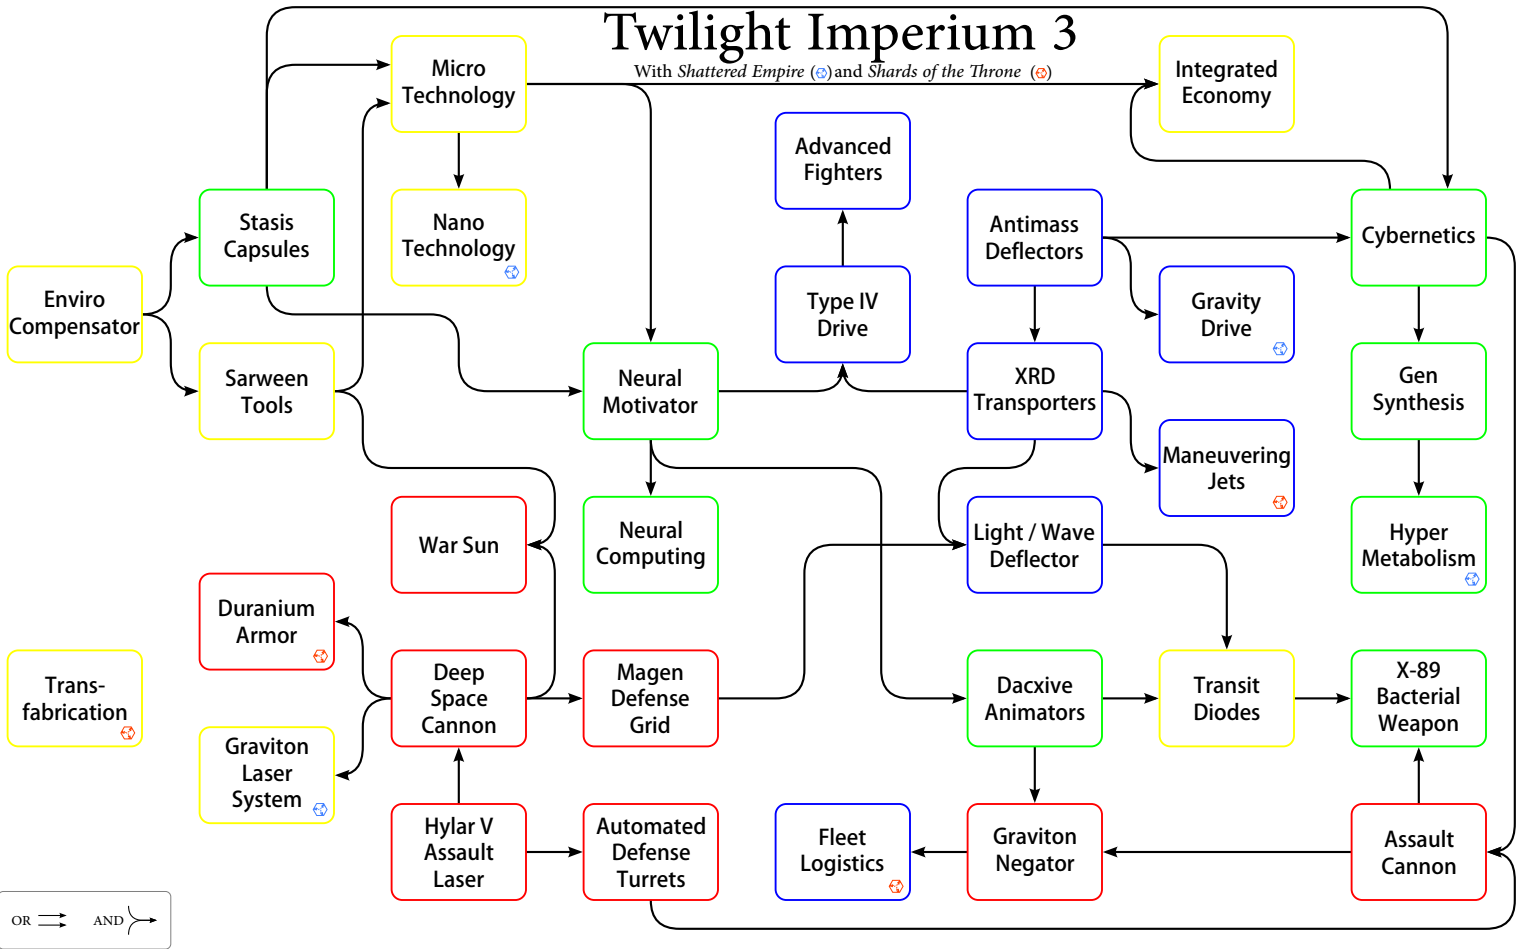 Twilight Imperium 3
With Shattered Empire ( ) and Shards of the Throne ( )
Micro
Technology
Integrated
Economy
Advanced
Fighters
Stasis
Capsules
Nano
Technology
Antimass
Deflectors
Cybernetics
Enviro
Compensator
Type IV
Drive
Gravity
Drive
Sarween
Tools
Neural
Motivator
XRD
Transporters
Gen
Synthesis
Maneuvering
Jets
War Sun
Neural
Computing
Light / Wave
Deflector
Hyper
Metabolism
Duranium
Armor
Trans-
fabrication
Deep
Space
Cannon
Magen
Defense
Grid
Dacxive
Animators
Transit
Diodes
X-89
Bacterial
Weapon
Graviton
Laser
System
Hylar V
Assault
Laser
Automated
Defense
Turrets
Fleet
Logistics
Graviton
Negator
Assault
Cannon
OR AND